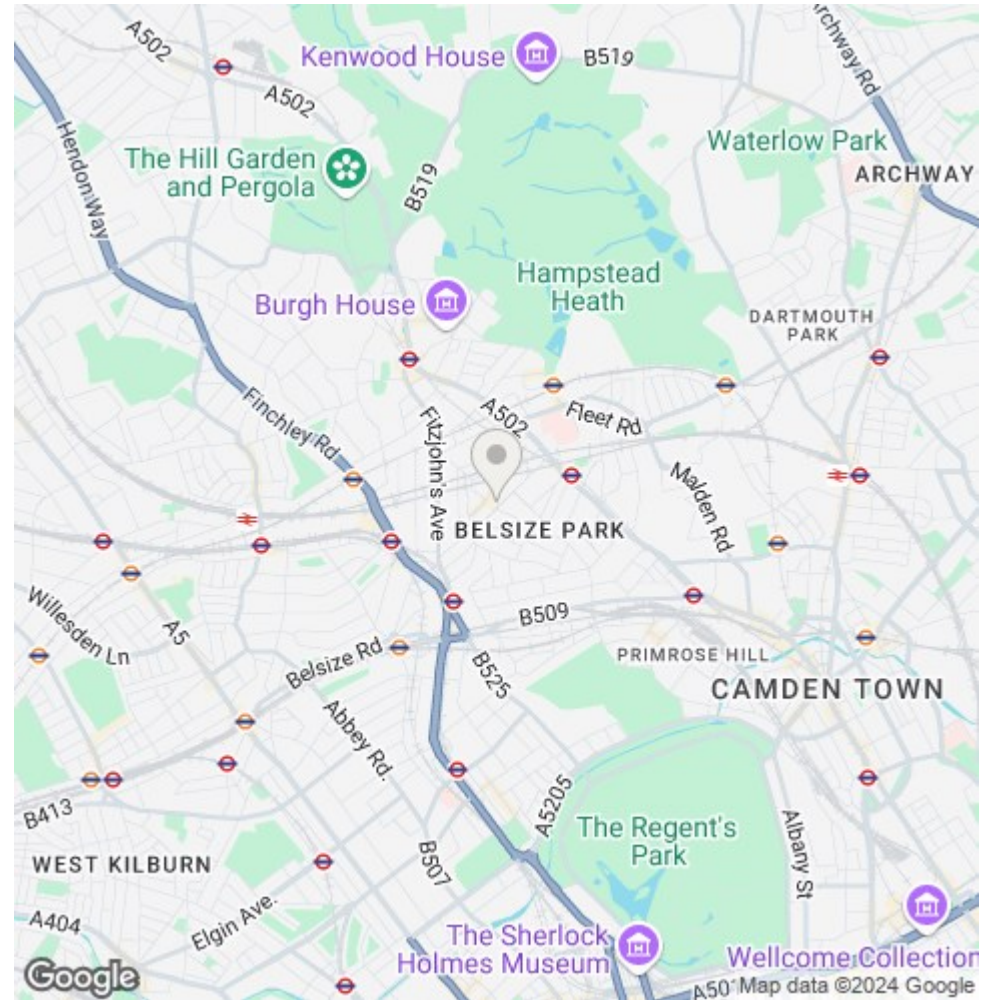 A502
Kenwood House
B519
Archway Rd
A502
Hendon Way
The Hill Garden
and Pergola
B519
Waterlow Park
ARCHWAY
Hampstead
Heath
Burgh House
DARTMOUTH
PARK
Finchley Rd
Fitzjohn's Ave
A502
Fleet Rd
Malden Rd
BELSIZE PARK
Willesden Ln
A5
B509
Belsize Rd
B525
PRIMROSE HILL
CAMDEN TOWN
Abbey Rd.
A5205
B413
The Regent's
Park
Albany St
WEST KILBURN
B507
A404
Elgin Ave.
The Sherlock
Holmes Museum
Wellcome Collection
A501
Google
Map data ©2024 Google